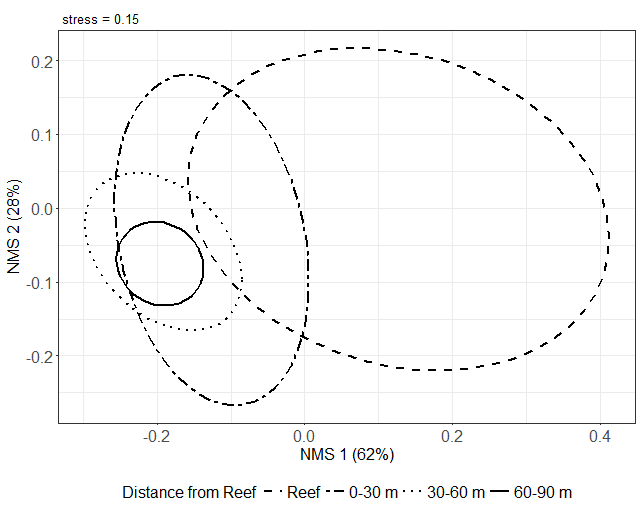 stress = 0.15
0.2
0.1
0.0
-0.1
-0.2
NMS 2 (28%)
-0.2 0.0 0.2 0.4
NMS 1 (62%)
Distance from Reef Reef 0-30 m 30-60 m 60-90 m